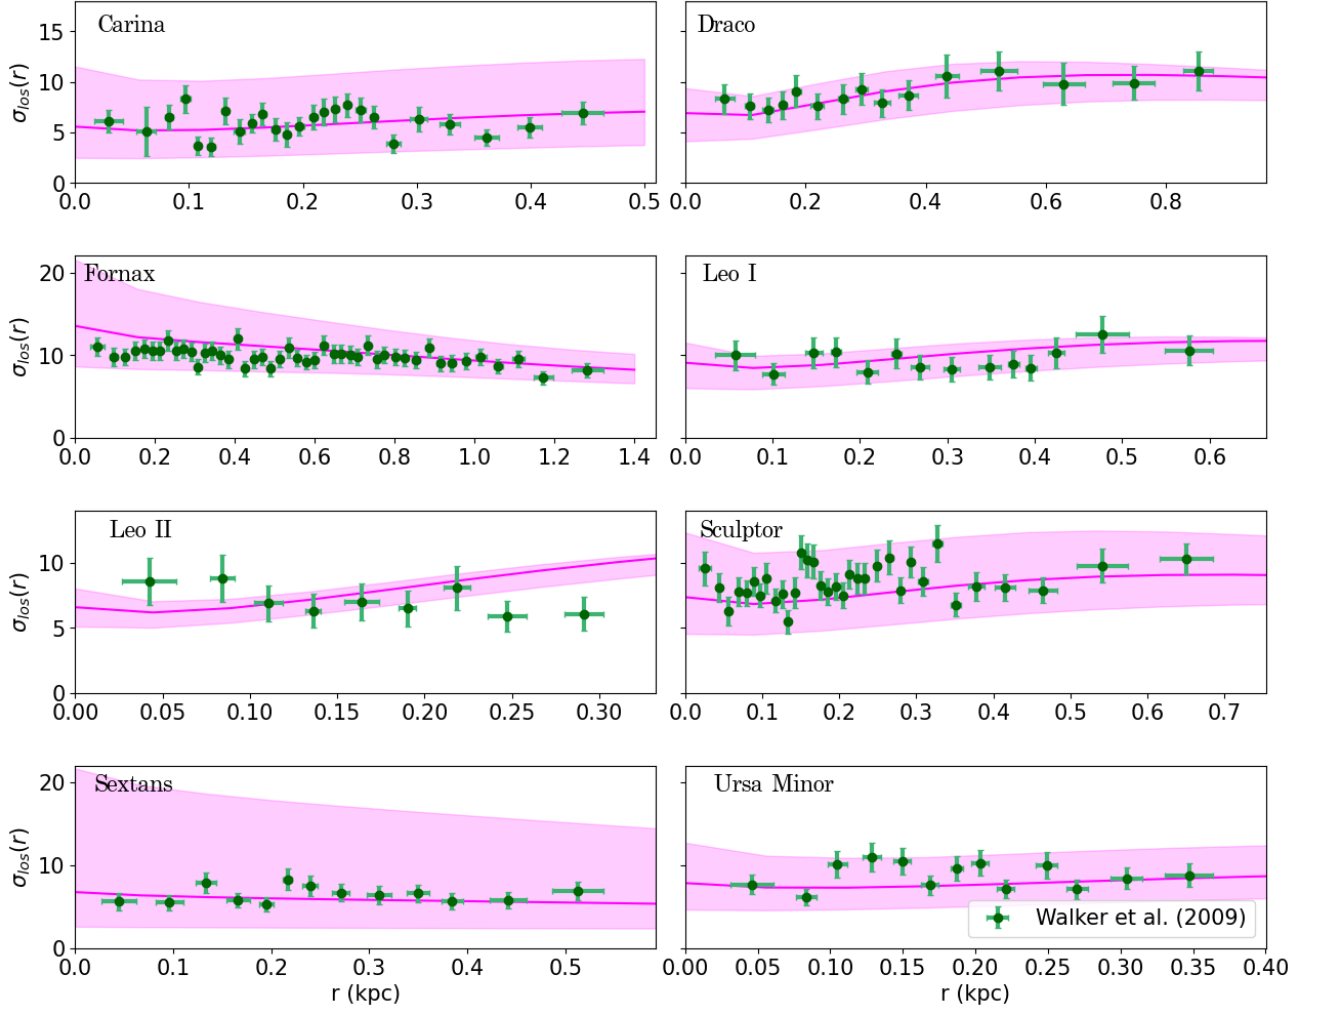 Carina
Draco
15
10
5
0
σ_los(r)
0.0 0.1 0.2 0.3 0.4 0.5
0.0 0.2 0.4 0.6 0.8
Fornax
Leo I
20
10
0
σ_los(r)
0.0 0.2 0.4 0.6 0.8 1.0 1.2 1.4
0.0 0.1 0.2 0.3 0.4 0.5 0.6
Leo II
Sculptor
10
5
0
σ_los(r)
0.00 0.05 0.10 0.15 0.20 0.25 0.30
0.0 0.1 0.2 0.3 0.4 0.5 0.6 0.7
Sextans
Ursa Minor
20
10
0
σ_los(r)
Walker et al. (2009)
0.0 0.1 0.2 0.3 0.4 0.5
0.00 0.05 0.10 0.15 0.20 0.25 0.30 0.35 0.40
r (kpc)
r (kpc)